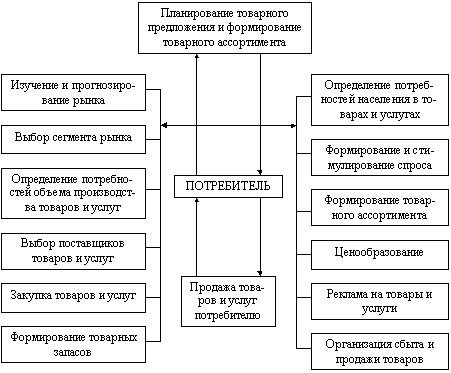 Планирование товарного
предложения и формирование
товарного ассортимента
Изучение и прогнозиро-
вание рынка
Выбор сегмента рынка
Определение потребно-
стей объема производст-
ва товаров и услуг
Выбор поставщиков
товаров и услуг
Закупка товаров и услуг
Формирование товарных
запасов
ПОТРЕБИТЕЛЬ
Продажа това-
ров и услуг
потребителю
Определение потреб-
ностей населения в то-
варах и услугах
Формирование и сти-
мулирование спроса
Формирование товар-
ного ассортимента
Ценообразование
Реклама на товары и
услуги
Организация сбыта и
продажи товаров